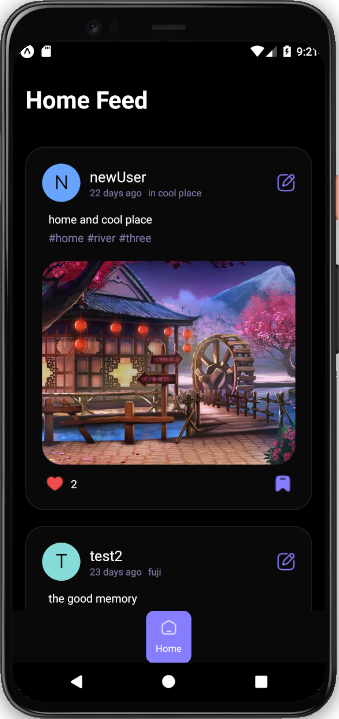 9:21
Home Feed
N
newUser
22 days ago in cool place
home and cool place
#home #river #three
2
T
test2
23 days ago fuji
the good memory
Home